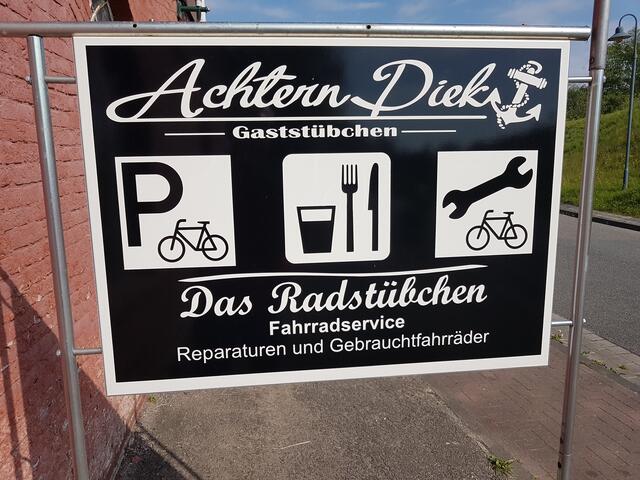 Achtern Diek
Gaststübchen
P
Das Radstübchen
Fahrradservice
Reparaturen und Gebrauchtfahrräder